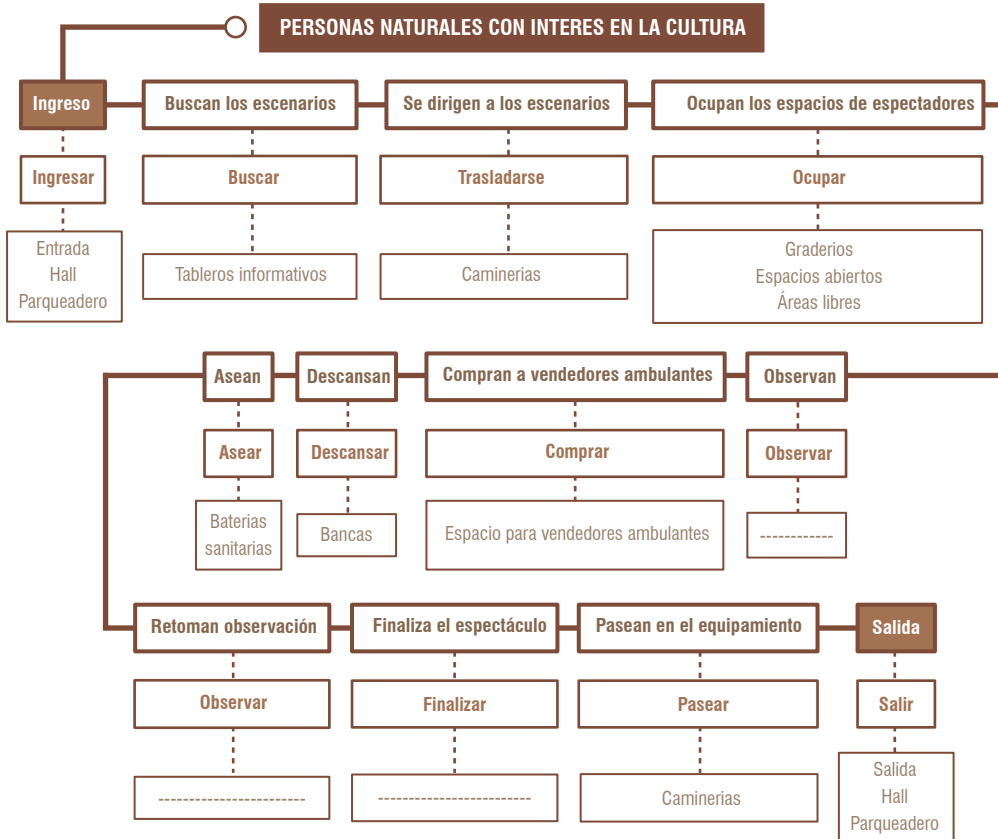 PERSONAS NATURALES CON INTERES EN LA CULTURA
Ingreso
Buscan los escenarios
Se dirigen a los escenarios
Ocupan los espacios de espectadores
Ingresar
Buscar
Trasladarse
Ocupar
Entrada
Hall
Parqueadero
Tableros informativos
Caminerias
Graderios
Espacios abiertos
Áreas libres
Asean
Descansan
Compran a vendedores ambulantes
Observan
Asear
Descansar
Comprar
Observar
Baterias
sanitarias
Bancas
Espacio para vendedores ambulantes
------------
Retoman observación
Finaliza el espectáculo
Pasean en el equipamiento
Salida
Observar
Finalizar
Pasear
Salir
------------------------
-------------------------
Caminerias
Salida
Hall
Parqueadero